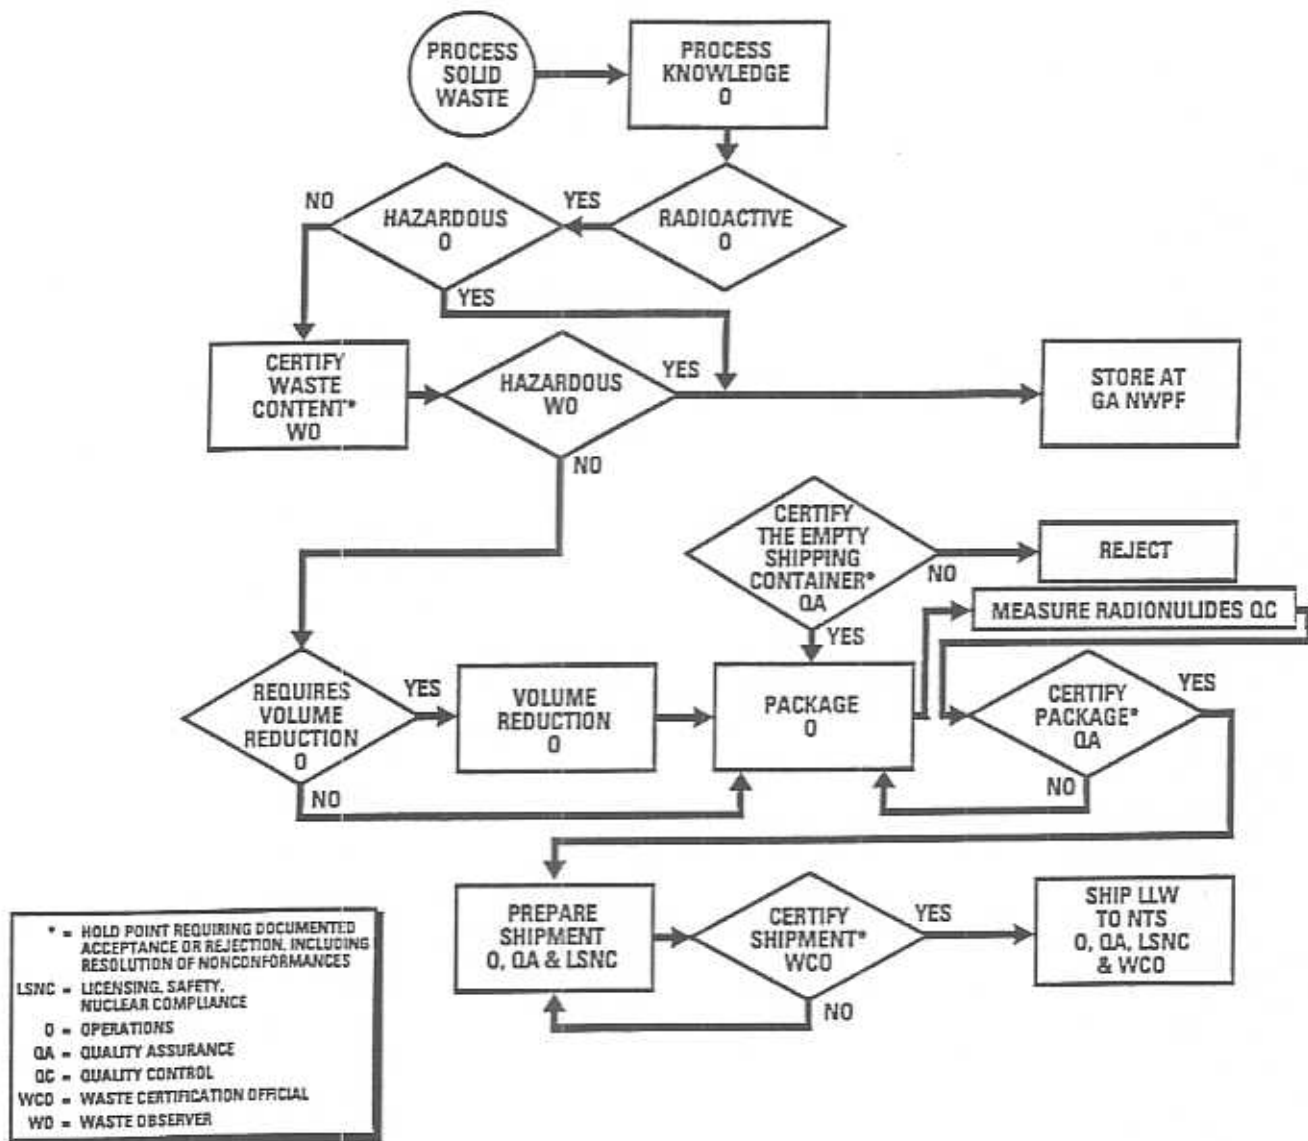 PROCESS
SOLID
WASTE
PROCESS
KNOWLEDGE
O
NO
HAZARDOUS
O
YES
RADIOACTIVE
O
YES
CERTIFY
WASTE
CONTENT*
WO
HAZARDOUS
WO
YES
STORE AT
GA NWPF
NO
CERTIFY
THE EMPTY
SHIPPING
CONTAINER*
QA
NO
REJECT
YES
MEASURE RADIONULIDES QC
REQUIRES
VOLUME
REDUCTION
O
YES
VOLUME
REDUCTION
O
PACKAGE
O
CERTIFY
PACKAGE*
QA
YES
NO
NO
PREPARE
SHIPMENT
O, QA & LSNC
CERTIFY
SHIPMENT*
WCO
YES
SHIP LLW
TO NTS
O, QA, LSNC
& WCO
NO
* = HOLD POINT REQUIRING DOCUMENTED
ACCEPTANCE OR REJECTION, INCLUDING
RESOLUTION OF NONCONFORMANCES
LSNC = LICENSING, SAFETY,
NUCLEAR COMPLIANCE
O = OPERATIONS
QA = QUALITY ASSURANCE
QC = QUALITY CONTROL
WCO = WASTE CERTIFICATION OFFICIAL
WO = WASTE OBSERVER